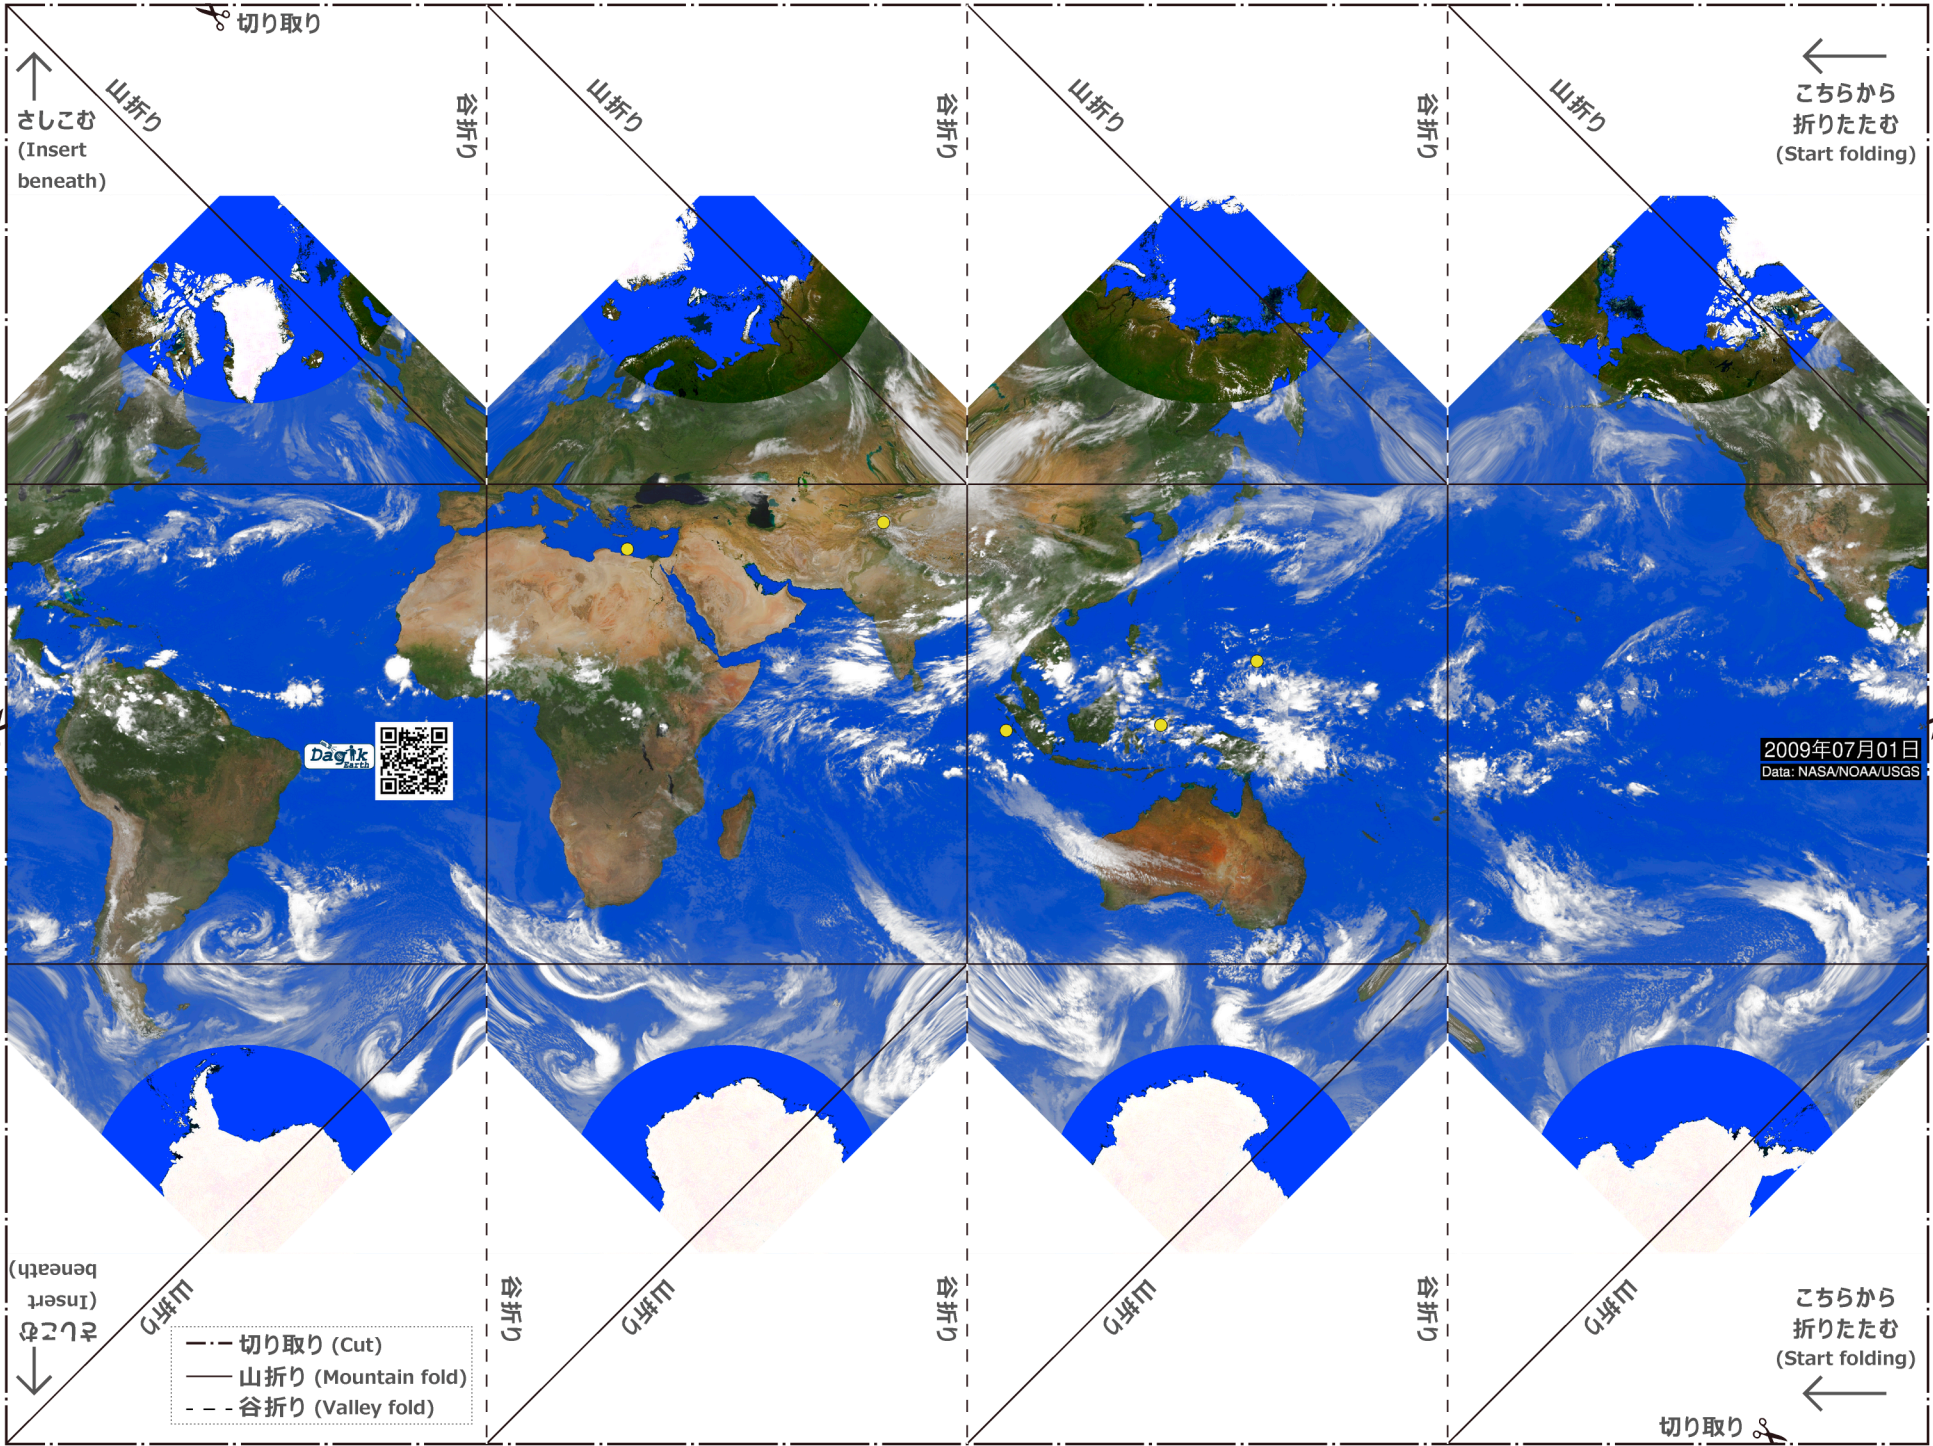 切り取り
山折り
谷折り
山折り
谷折り
山折り
谷折り
山折り
さしこむ
(Insert
beneath)
こちらから
折りたたむ
(Start folding)
Dagik
Earth
2009年07月01日
Data: NASA/NOAA/USGS
さしこむ
(Insert
beneath)
山折り
谷折り
山折り
谷折り
山折り
谷折り
山折り
こちらから
折りたたむ
(Start folding)
切り取り (Cut)
山折り (Mountain fold)
谷折り (Valley fold)
切り取り